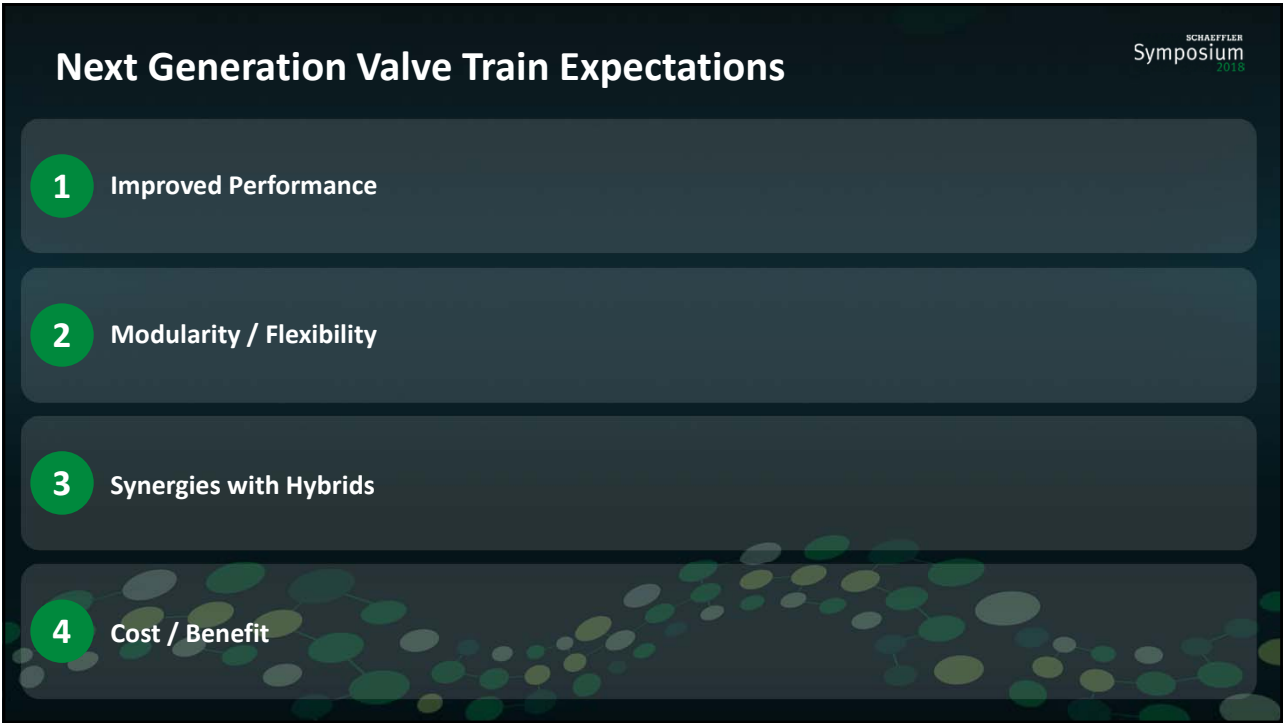 Next Generation Valve Train Expectations
SCHAEFFLER
Symposium
2018
1 Improved Performance
2 Modularity / Flexibility
3 Synergies with Hybrids
4 Cost / Benefit